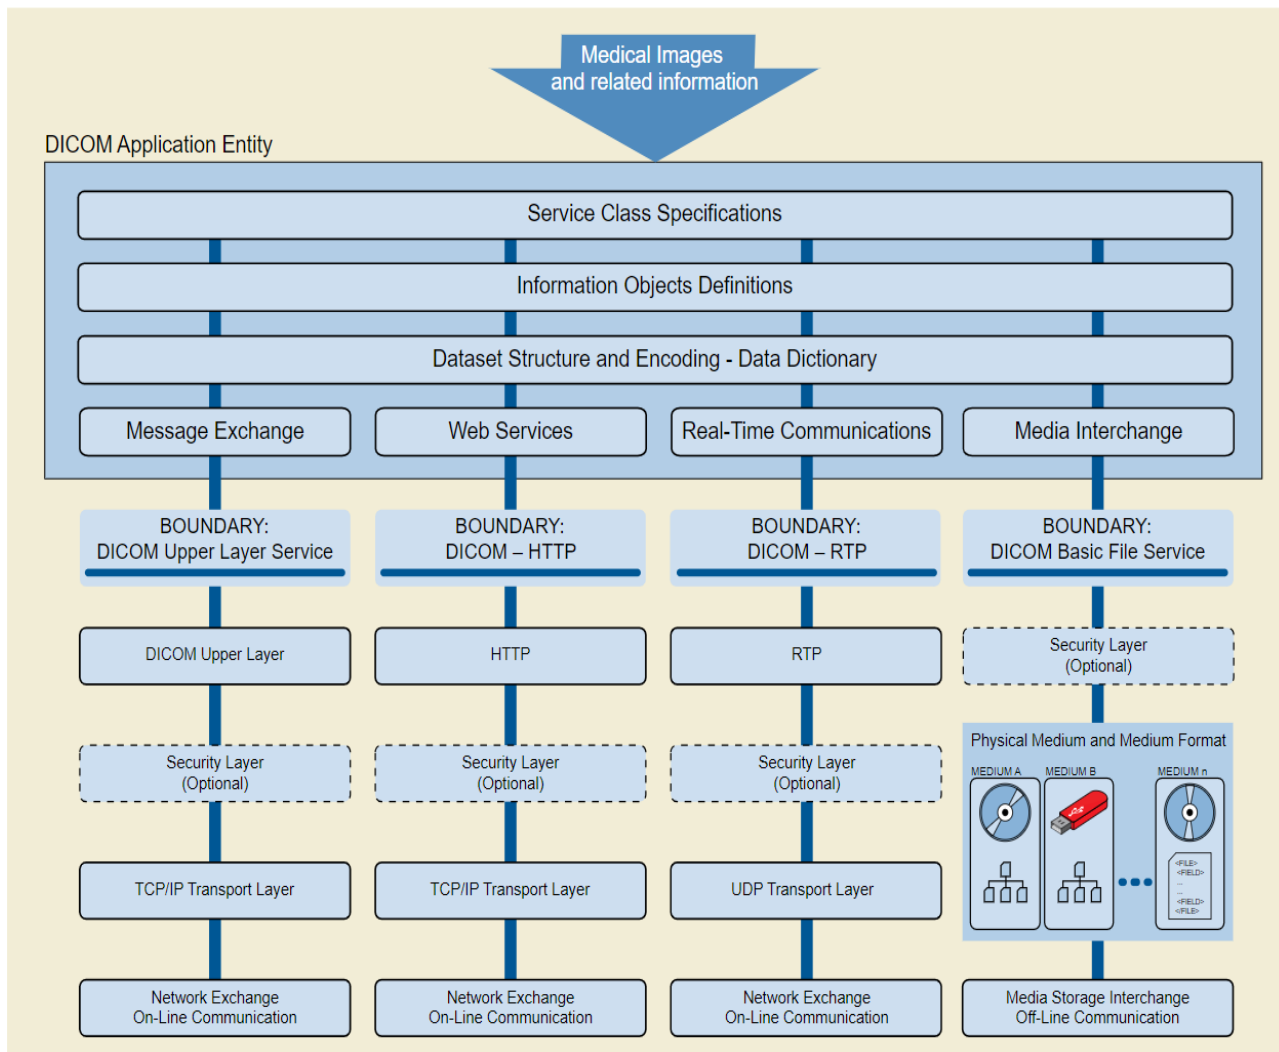 Medical Images
and related information
DICOM Application Entity
Service Class Specifications
Information Objects Definitions
Dataset Structure and Encoding - Data Dictionary
Message Exchange
Web Services
Real-Time Communications
Media Interchange
BOUNDARY:
DICOM Upper Layer Service
BOUNDARY:
DICOM – HTTP
BOUNDARY:
DICOM – RTP
BOUNDARY:
DICOM Basic File Service
DICOM Upper Layer
HTTP
RTP
Security Layer
(Optional)
Security Layer
(Optional)
Security Layer
(Optional)
Security Layer
(Optional)
Physical Medium and Medium Format
MEDIUM A
MEDIUM B
MEDIUM n
<FILE>
<FIELD>
...
...
<FIELD>
</FILE>
TCP/IP Transport Layer
TCP/IP Transport Layer
UDP Transport Layer
Network Exchange
On-Line Communication
Network Exchange
On-Line Communication
Network Exchange
On-Line Communication
Media Storage Interchange
Off-Line Communication